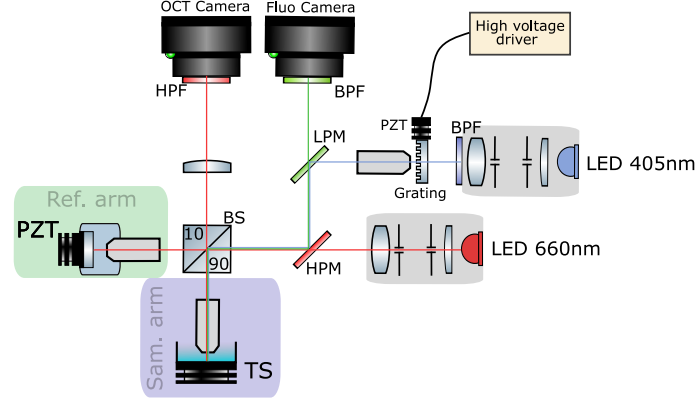 OCT Camera
Fluo Camera
High voltage
driver
HPF
BPF
LPM
PZT
BPF
LED 405nm
Grating
Ref. arm
PZT
BS
10
90
HPM
LED 660nm
Sam. arm
TS